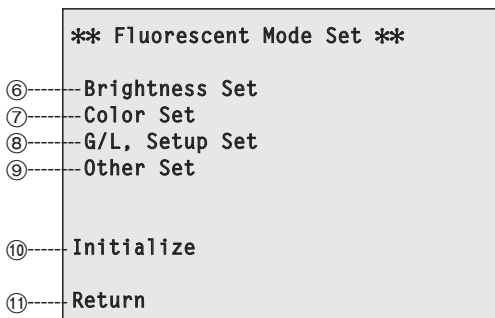 ** Fluorescent Mode Set **
⑥------Brightness Set
⑦------Color Set
⑧------G/L, Setup Set
⑨------Other Set
⑩------Initialize
⑪------Return